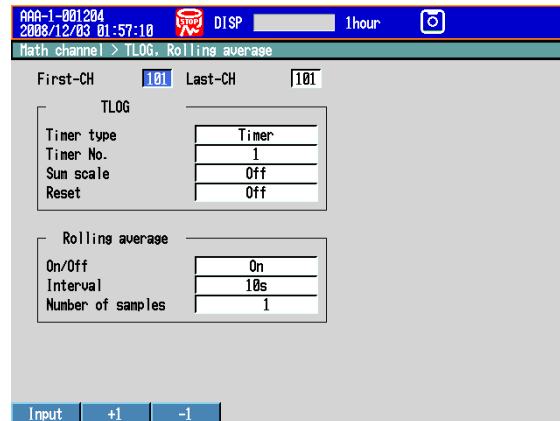 AAA-1-001204
2008/12/03 01:57:10 STOP DISP 1hour
Math channel > TLOG, Rolling average
First-CH 101 Last-CH 101
TLOG
Timer type Timer
Timer No. 1
Sum scale Off
Reset Off
Rolling average
On/Off On
Interval 10s
Number of samples 1
Input +1 -1